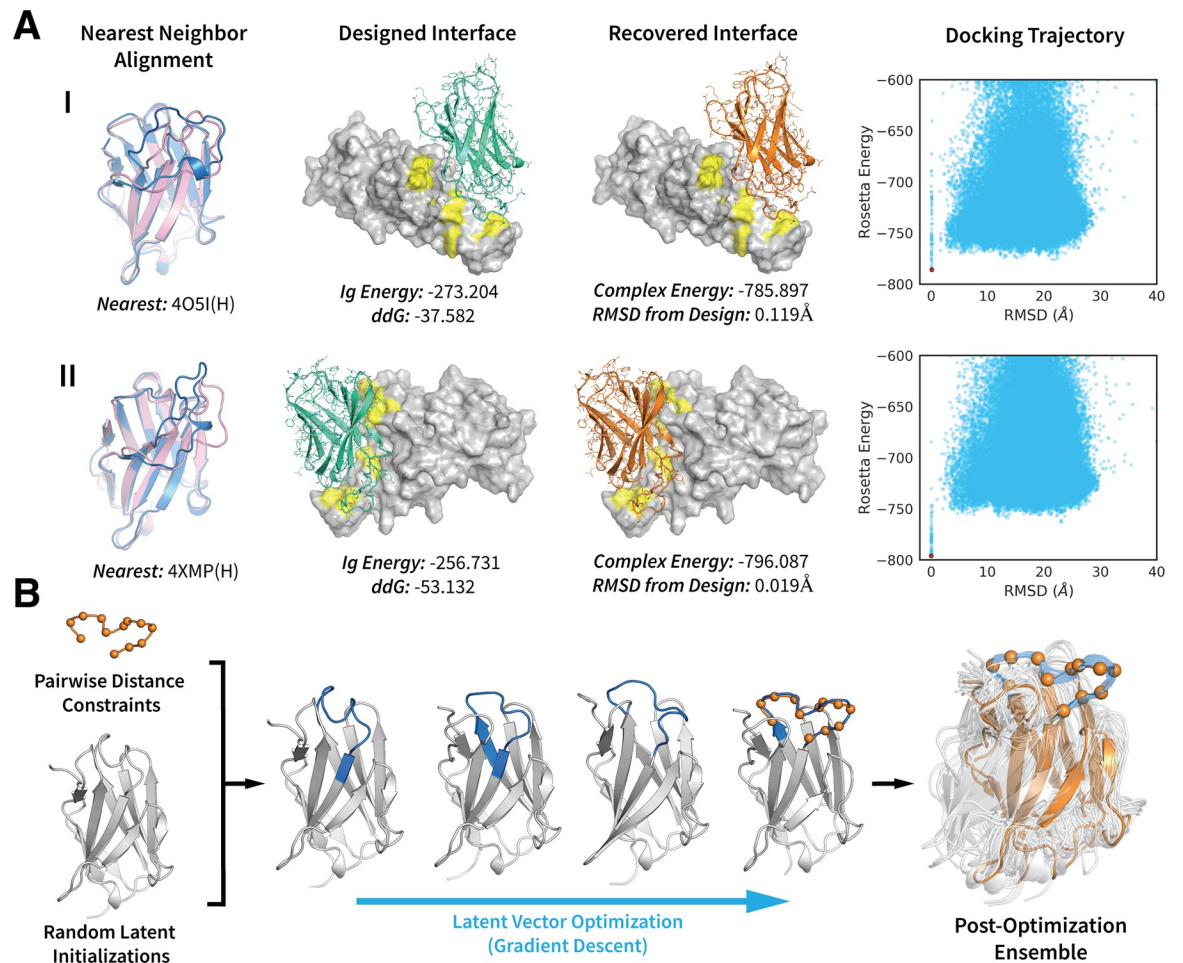 A
Nearest Neighbor
Alignment
Designed Interface
Recovered Interface
Docking Trajectory
I
Nearest: 4O5I(H)
Ig Energy: -273.204
ddG: -37.582
Complex Energy: -785.897
RMSD from Design: 0.119Å
−600
−650
−700
−750
−800
Rosetta Energy
0 10 20 30 40
RMSD (Å)
II
Nearest: 4XMP(H)
Ig Energy: -256.731
ddG: -53.132
Complex Energy: -796.087
RMSD from Design: 0.019Å
−600
−650
−700
−750
−800
Rosetta Energy
0 10 20 30 40
RMSD (Å)
B
Pairwise Distance
Constraints
Random Latent
Initializations
Latent Vector Optimization
(Gradient Descent)
Post-Optimization
Ensemble